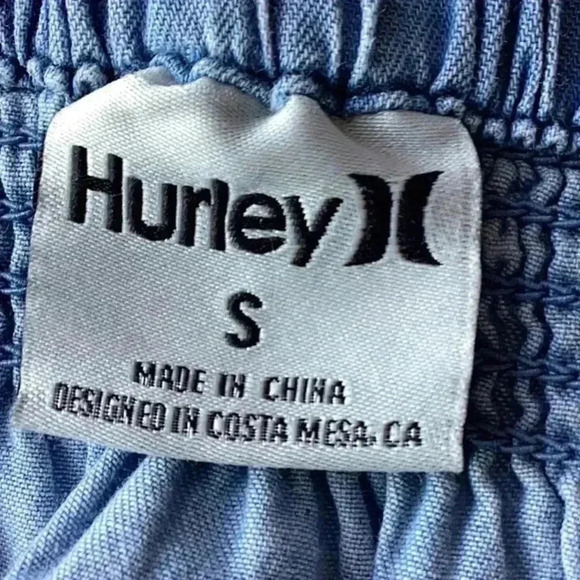 Hurley
S
MADE IN CHINA
DESIGNED IN COSTA MESA, CA